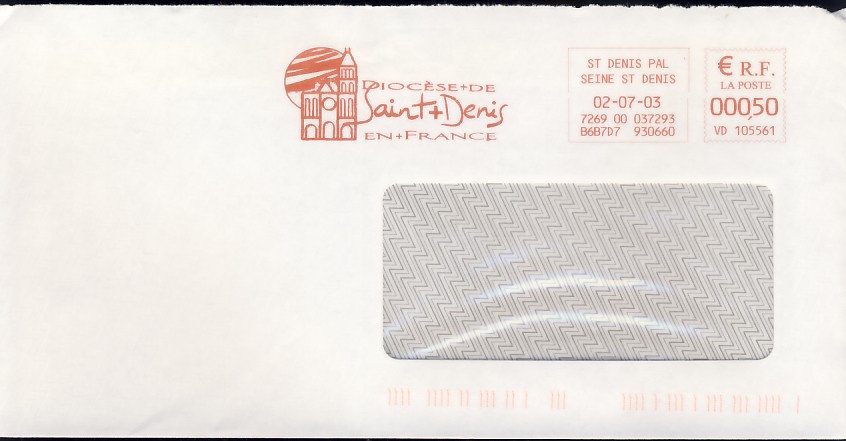 DIOCÈSE+DE
Saint+Denis
EN+FRANCE
ST DENIS PAL
SEINE ST DENIS
02-07-03
7269 00 037293
B6B7D7 930660
€ R.F.
LA POSTE
000,50
VD 105561